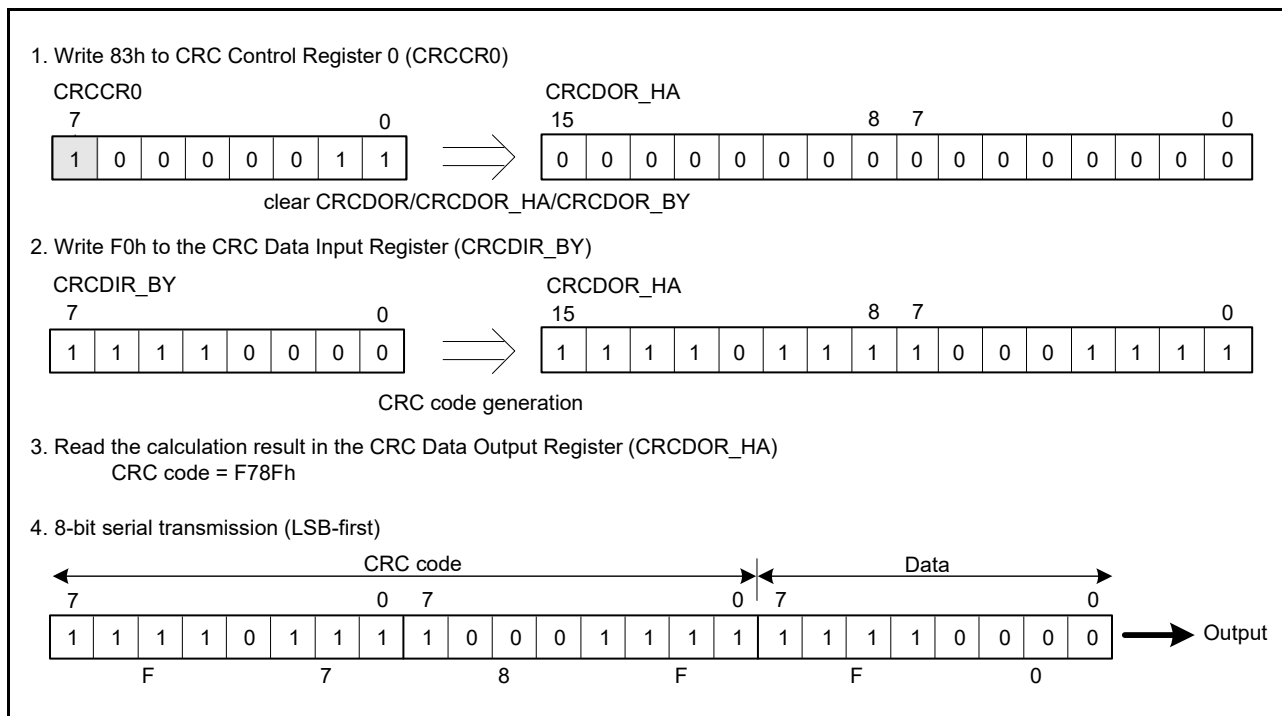 1. Write 83h to CRC Control Register 0 (CRCCR0)
CRCCR0 CRCDOR_HA
7 0 15 8 7 0
1 0 0 0 0 0 1 1 0 0 0 0 0 0 0 0 0 0 0 0 0 0 0 0
clear CRCDOR/CRCDOR_HA/CRCDOR_BY
2. Write F0h to the CRC Data Input Register (CRCDIR_BY)
CRCDIR_BY CRCDOR_HA
7 0 15 8 7 0
1 1 1 1 0 0 0 0 1 1 1 1 0 1 1 1 1 0 0 0 1 1 1 1
CRC code generation
3. Read the calculation result in the CRC Data Output Register (CRCDOR_HA)
CRC code = F78Fh
4. 8-bit serial transmission (LSB-first)
CRC code Data
7 0 7 0 7 0
1 1 1 1 0 1 1 1 1 0 0 0 1 1 1 1 1 1 1 1 0 0 0 0 Output
F 7 8 F F 0